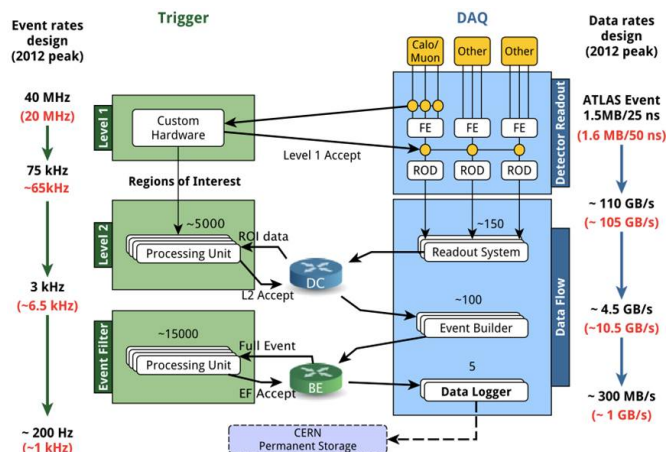 Event rates
design
(2012 peak)
Trigger
DAQ
Data rates
design
(2012 peak)
Calo/
Muon
Other
Other
40 MHz
(20 MHz)
Level 1
Custom
Hardware
FE
FE
FE
Detector Readout
ATLAS Event
1.5MB/25 ns
(1.6 MB/50 ns)
Level 1 Accept
75 kHz
~65kHz
ROD
ROD
ROD
Regions of Interest
~ 110 GB/s
(~ 105 GB/s)
Level 2
~5000
Processing Unit
ROI data
L2 Accept
DC
~150
Readout System
3 kHz
(~6.5 kHz)
~100
Event Builder
Data Flow
~ 4.5 GB/s
(~10.5 GB/s)
Event Filter
~15000
Processing Unit
Full Event
EF Accept
BE
5
Data Logger
~ 300 MB/s
(~ 1 GB/s)
~ 200 Hz
(~1 kHz)
CERN
Permanent Storage